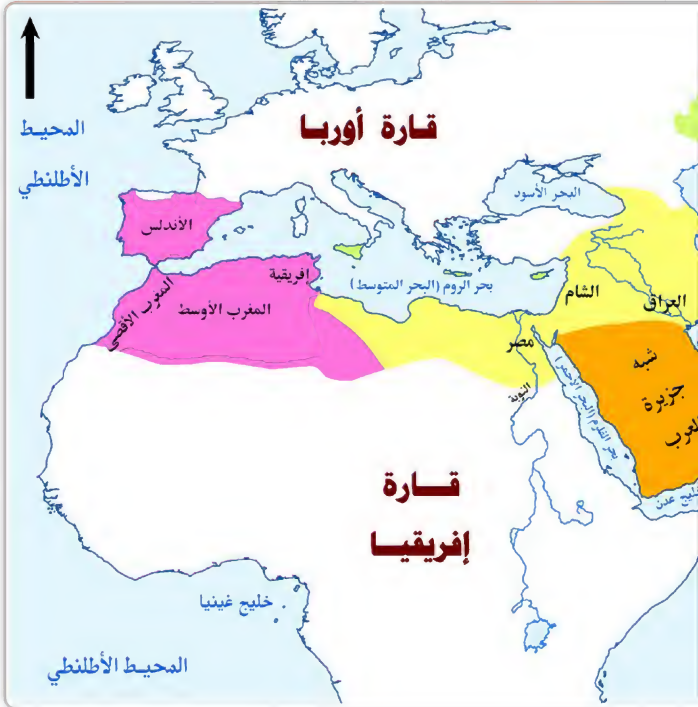 قارة أوربا
المحيط
الأطلنطي
البحر الأسود
الأندلس
بحر الروم (البحر المتوسط)
إفريقية
المغرب الأوسط
المغرب الأقصى
الشام
العراق
مصر
النوبة
شبه
جزيرة
العرب
بحر القلزم (البحر الأحمر)
خليج عدن
قارة
إفريقيا
خليج غينيا
المحيط الأطلنطي